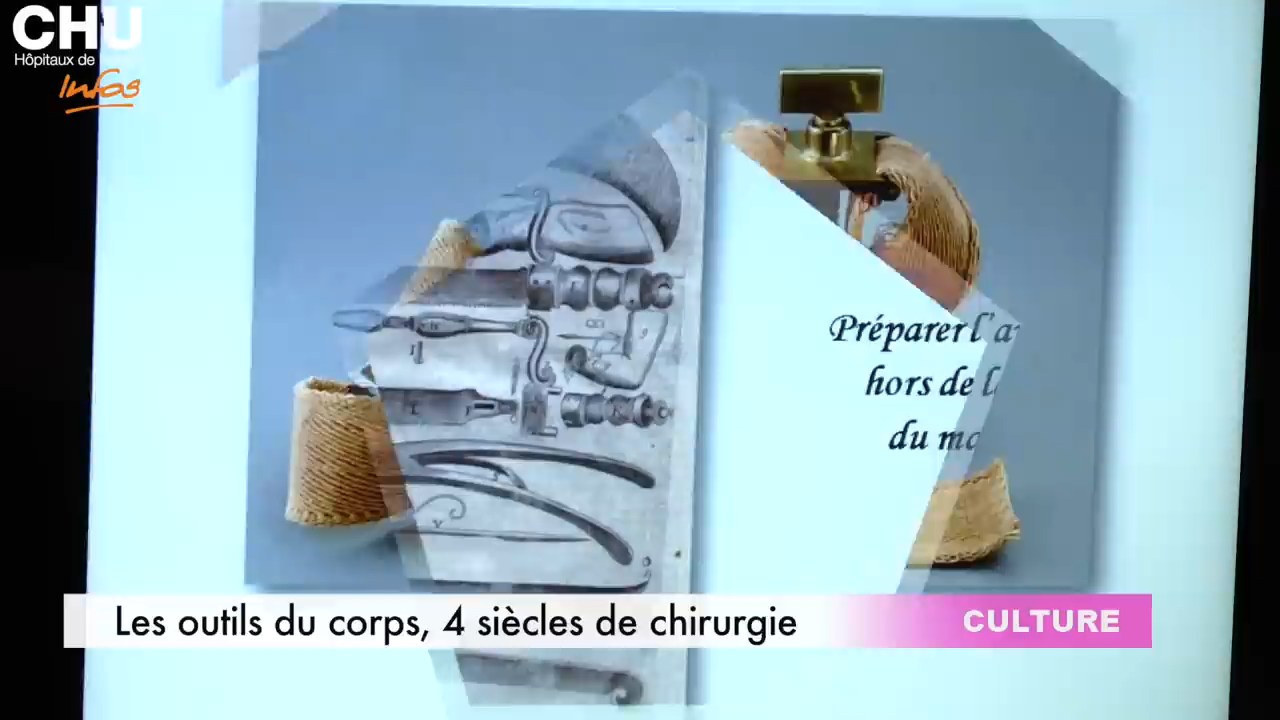 CHU
Hôpitaux de
Infos
Préparer l'a
hors de l
du mo
Les outils du corps, 4 siècles de chirurgie
CULTURE